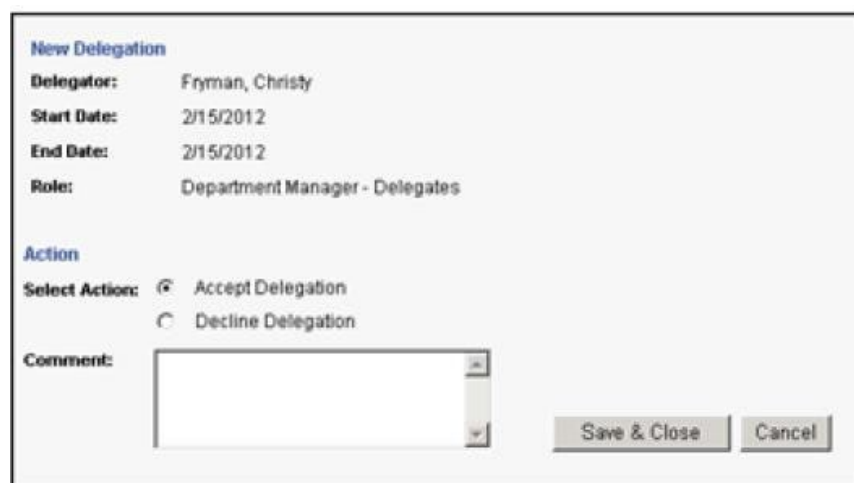 New Delegation
Delegator: Fryman, Christy
Start Date: 2/15/2012
End Date: 2/15/2012
Role: Department Manager - Delegates
Action
Select Action: Accept Delegation
Decline Delegation
Comment:
Save & Close Cancel